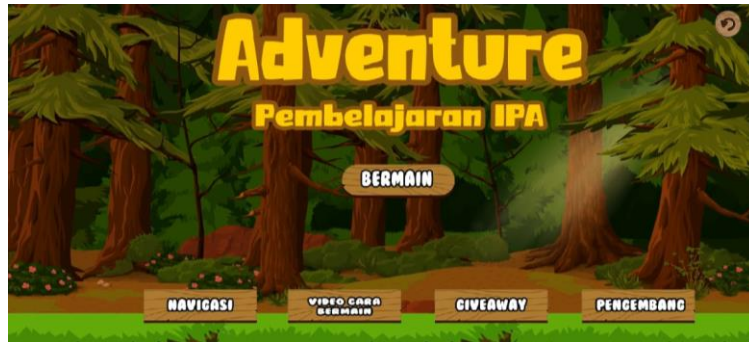 Adventure
Pembelajaran IPA
BERMAIN
NAVIGASI
VIDEO CARA
BERMAIN
GIVEAWAY
PENGEMBANG